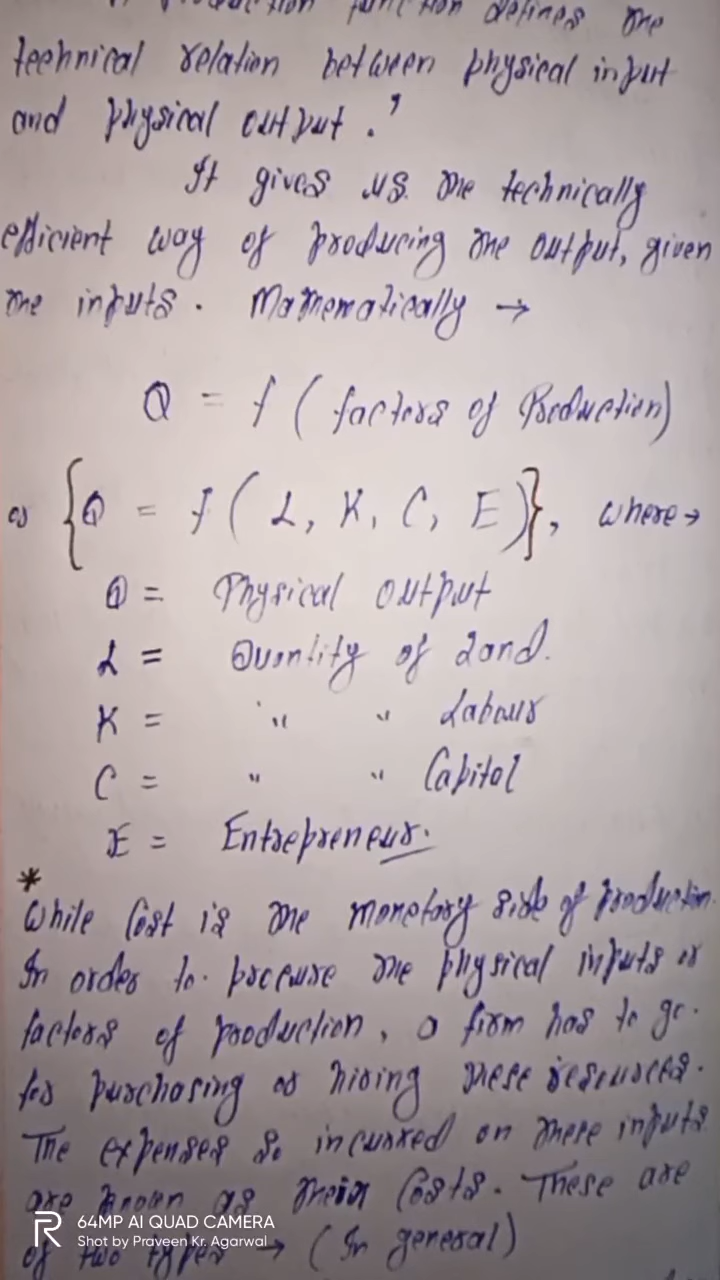 Production function defines the
technical relation between physical input
and physical output.'
It gives us the technically
efficient way of producing the output, given
the inputs. Mathematically →
Q = f ( factors of Production)
or {Q = f ( L, K, C, E)}, where →
Q = Physical output
L = Quantity of Land.
K = " " Labour
C = " " Capital
E = Entrepreneur.
*
While Cost is the monetary side of production.
In order to procure the physical inputs or
factors of production, a firm has to go.
for purchasing or hiring these resources.
The expenses so incurred on these inputs
are known as their Costs. These are
of two types → (In general)
64MP AI QUAD CAMERA
Shot by Praveen Kr. Agarwal